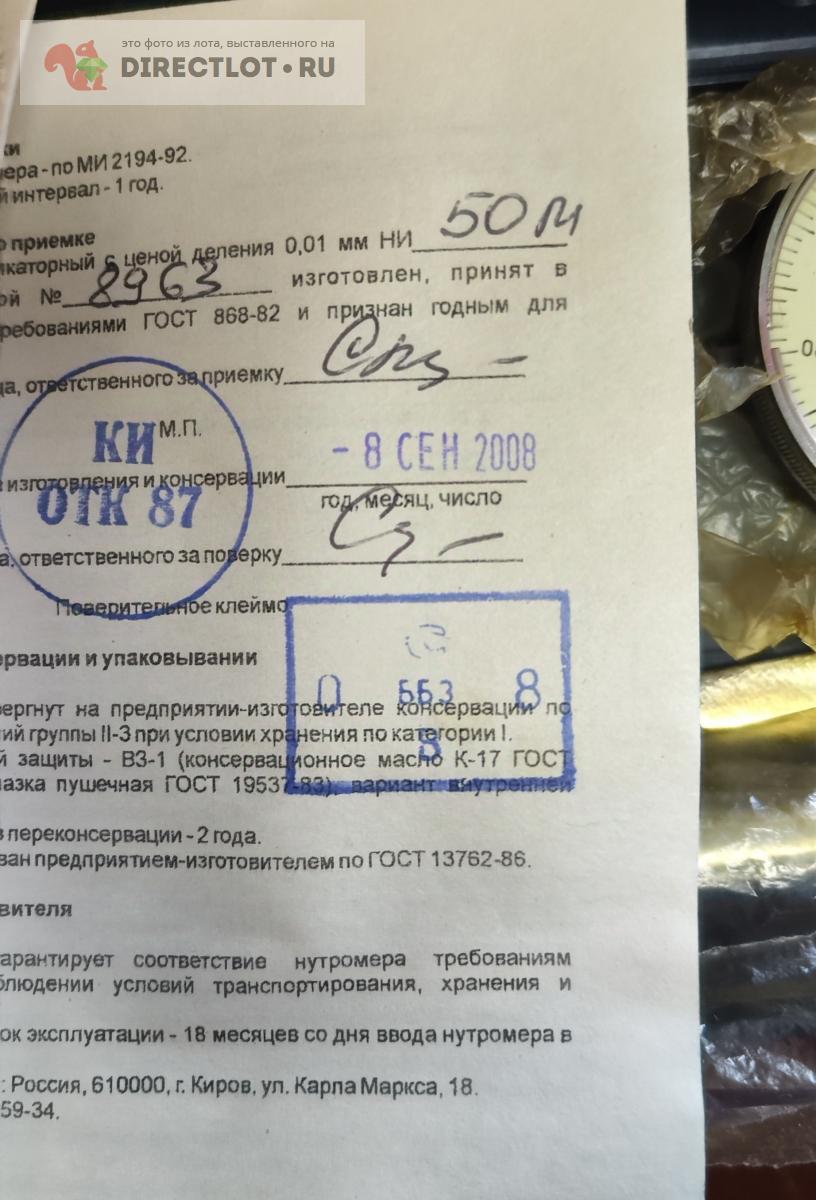 это фото из лота, выставленного на
DIRECTLOT.RU
ки
ера - по МИ 2194-92.
й интервал - 1 год.
о приемке
каторный с ценой деления 0,01 мм НИ 50 М
ой № 8963 изготовлен, принят в
ребованиями ГОСТ 868-82 и признан годным для
ца, ответственного за приемку
КИ М.П.
- 8 СЕН 2008
изготовления и консервации
ОТК 87
год, месяц, число
а, ответственного за поверку
Поверительное клеймо
ервации и упаковывании
0 ББЗ 8
ергнут на предприятии-изготовителе консервации по
ий группы II-3 при условии хранения по категории I.
В
й защиты - ВЗ-1 (консервационное масло К-17 ГОСТ
азка пушечная ГОСТ 19537-83), вариант внутренней
в переконсервации - 2 года.
ван предприятием-изготовителем по ГОСТ 13762-86.
вителя
арантирует соответствие нутромера требованиям
блюдении условий транспортирования, хранения и
ок эксплуатации - 18 месяцев со дня ввода нутромера в
: Россия, 610000, г. Киров, ул. Карла Маркса, 18.
59-34.